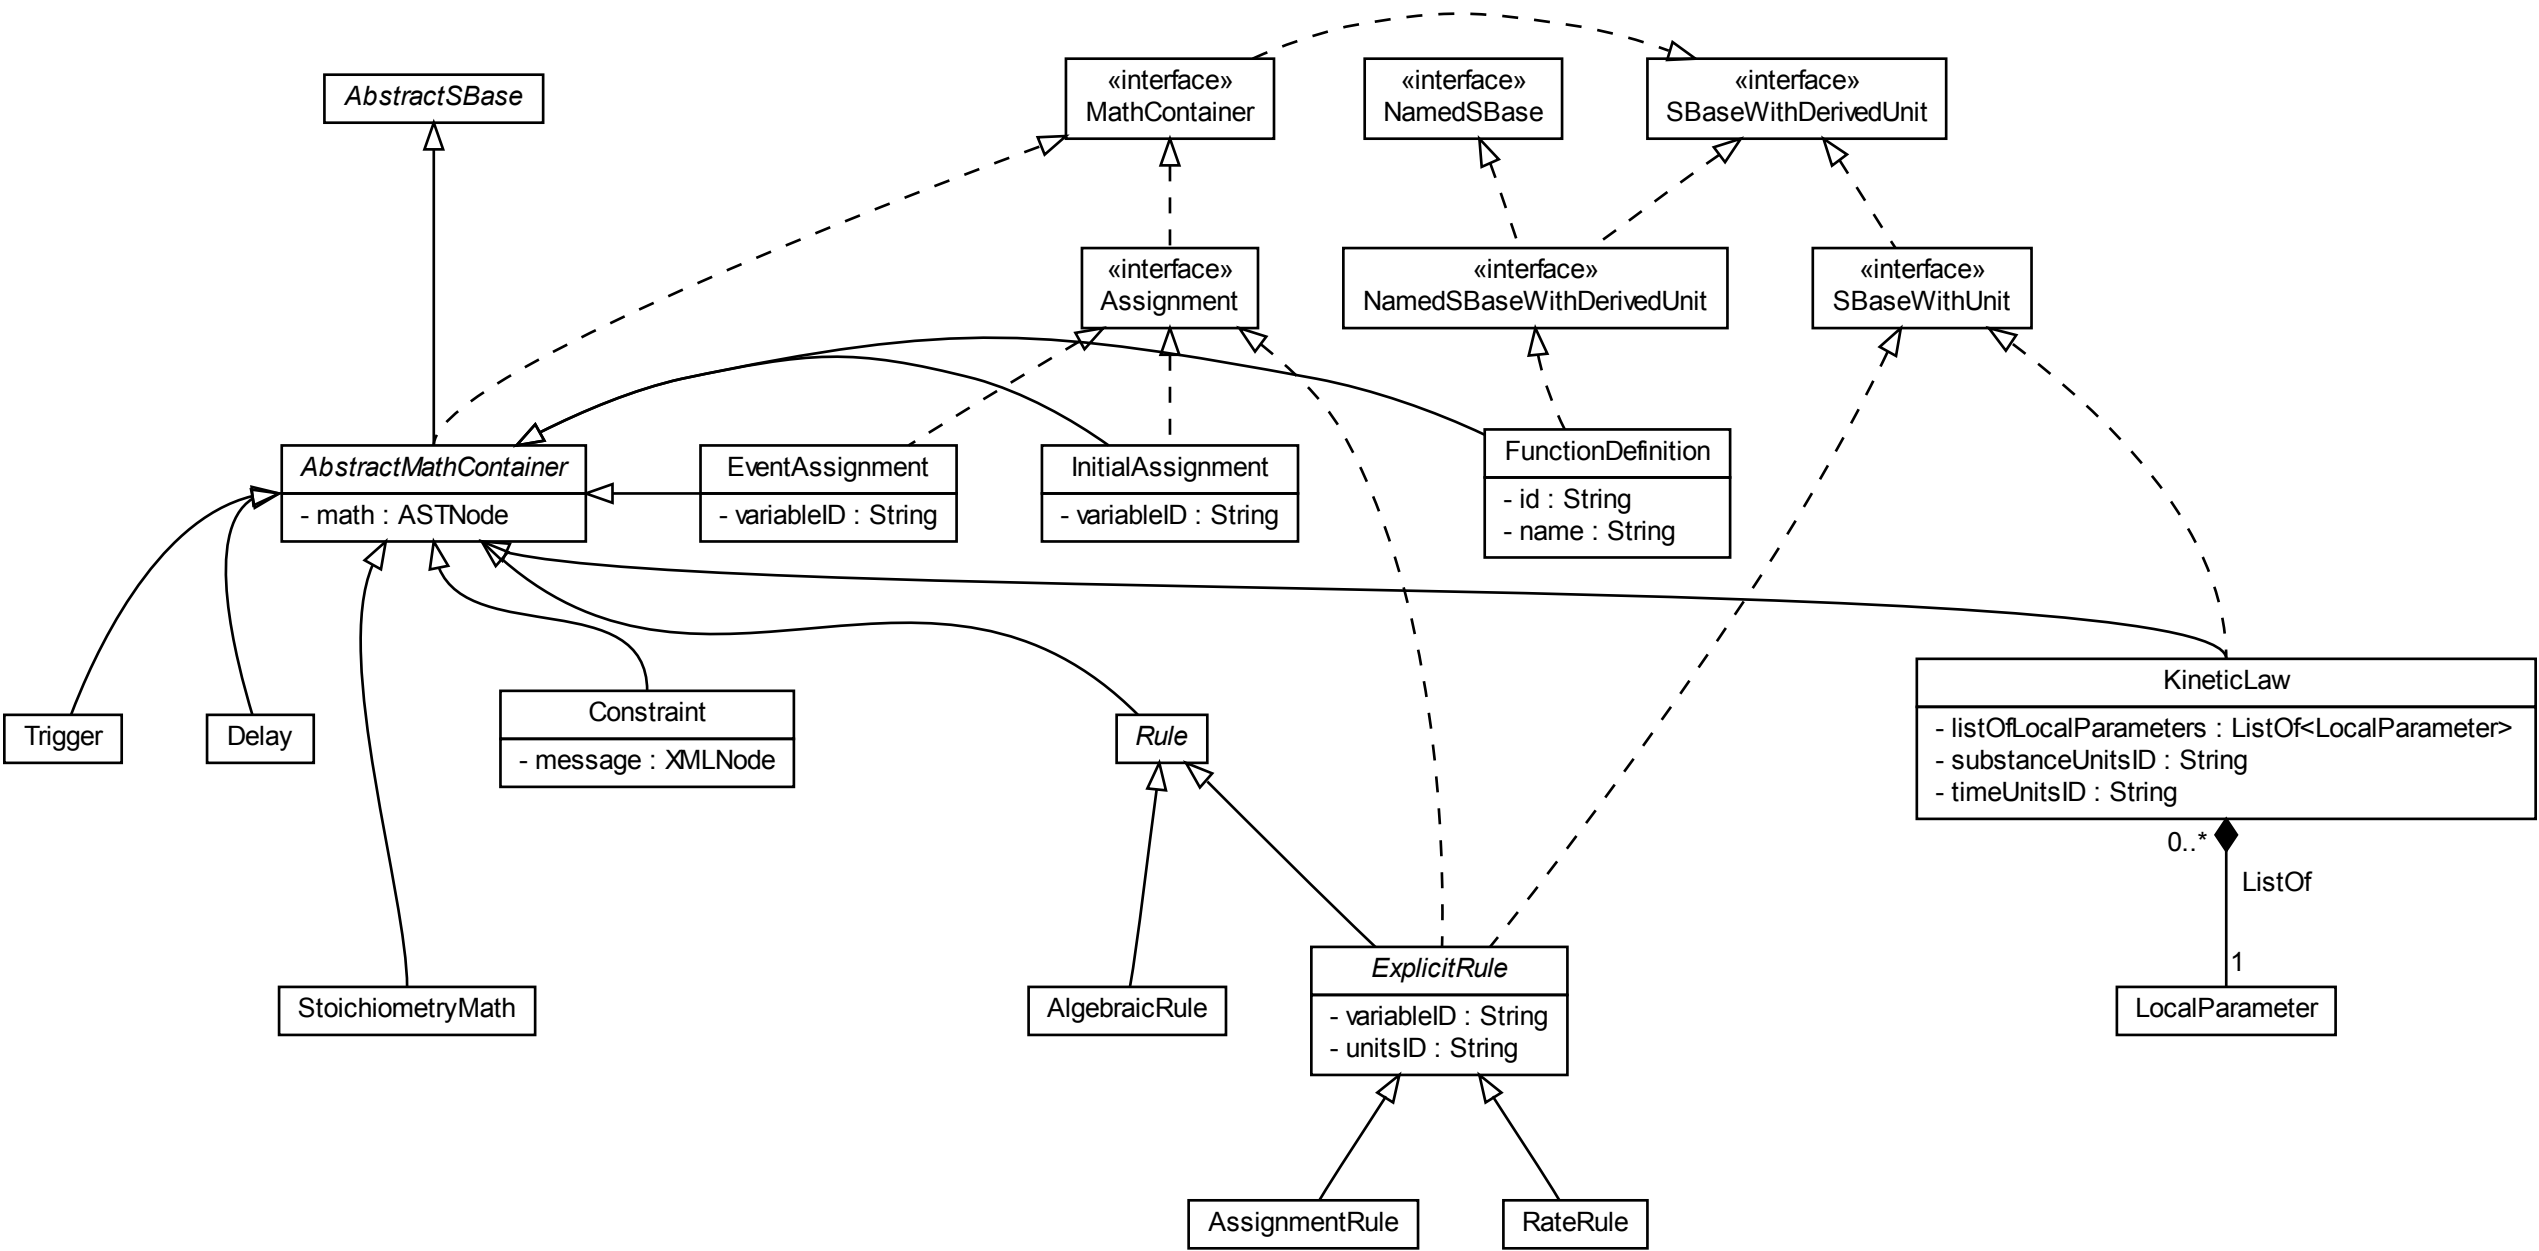 «interface»
MathContainer
«interface»
NamedSBase
«interface»
SBaseWithDerivedUnit
AbstractSBase
«interface»
Assignment
«interface»
NamedSBaseWithDerivedUnit
«interface»
SBaseWithUnit
AbstractMathContainer
- math : ASTNode
EventAssignment
- variableID : String
InitialAssignment
- variableID : String
FunctionDefinition
- id : String
- name : String
Trigger
Delay
Constraint
- message : XMLNode
Rule
KineticLaw
- listOfLocalParameters : ListOf<LocalParameter>
- substanceUnitsID : String
- timeUnitsID : String
0..*
ListOf
1
StoichiometryMath
AlgebraicRule
ExplicitRule
- variableID : String
- unitsID : String
LocalParameter
AssignmentRule
RateRule